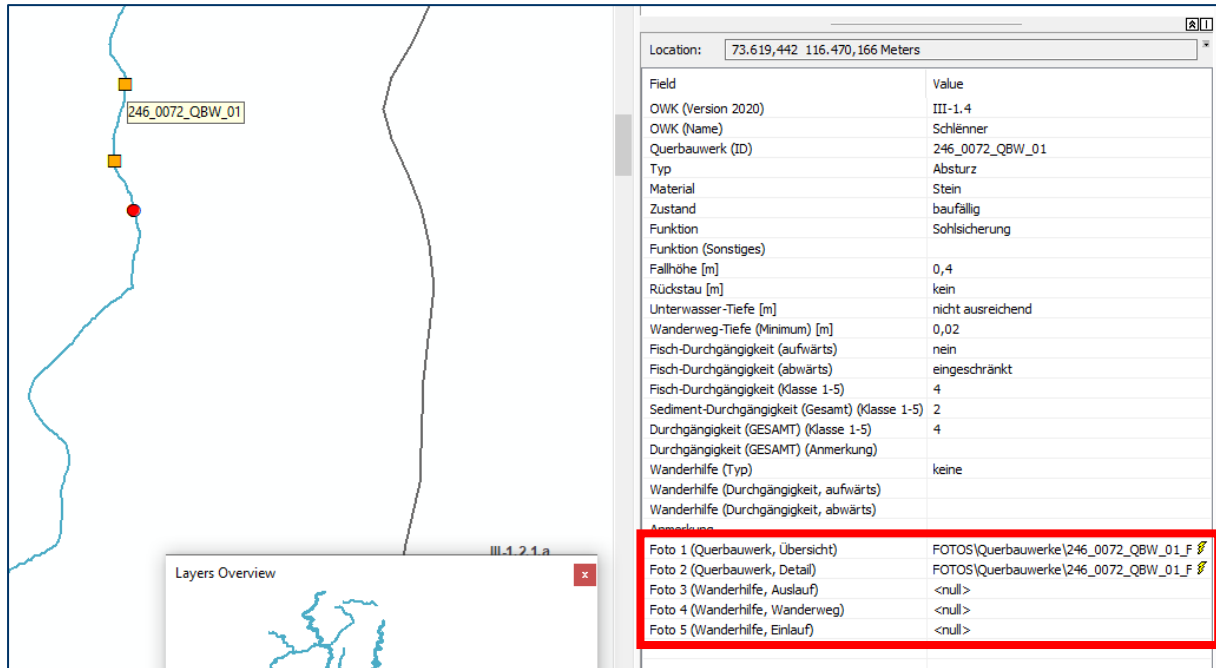 246_0072_QBW_01
III-1.2.1.a
Layers Overview
x
Location: 73.619,442 116.470,166 Meters
Field Value
OWK (Version 2020) III-1.4
OWK (Name) Schlënner
Querbauwerk (ID) 246_0072_QBW_01
Typ Absturz
Material Stein
Zustand baufällig
Funktion Sohlsicherung
Funktion (Sonstiges)
Fallhöhe [m] 0,4
Rückstau [m] kein
Unterwasser-Tiefe [m] nicht ausreichend
Wanderweg-Tiefe (Minimum) [m] 0,02
Fisch-Durchgängigkeit (aufwärts) nein
Fisch-Durchgängigkeit (abwärts) eingeschränkt
Fisch-Durchgängigkeit (Klasse 1-5) 4
Sediment-Durchgängigkeit (Gesamt) (Klasse 1-5) 2
Durchgängigkeit (GESAMT) (Klasse 1-5) 4
Durchgängigkeit (GESAMT) (Anmerkung)
Wanderhilfe (Typ) keine
Wanderhilfe (Durchgängigkeit, aufwärts)
Wanderhilfe (Durchgängigkeit, abwärts)
Anmerkung
Foto 1 (Querbauwerk, Übersicht) FOTOS\Querbauwerke\246_0072_QBW_01_F
Foto 2 (Querbauwerk, Detail) FOTOS\Querbauwerke\246_0072_QBW_01_F
Foto 3 (Wanderhilfe, Auslauf) <null>
Foto 4 (Wanderhilfe, Wanderweg) <null>
Foto 5 (Wanderhilfe, Einlauf) <null>